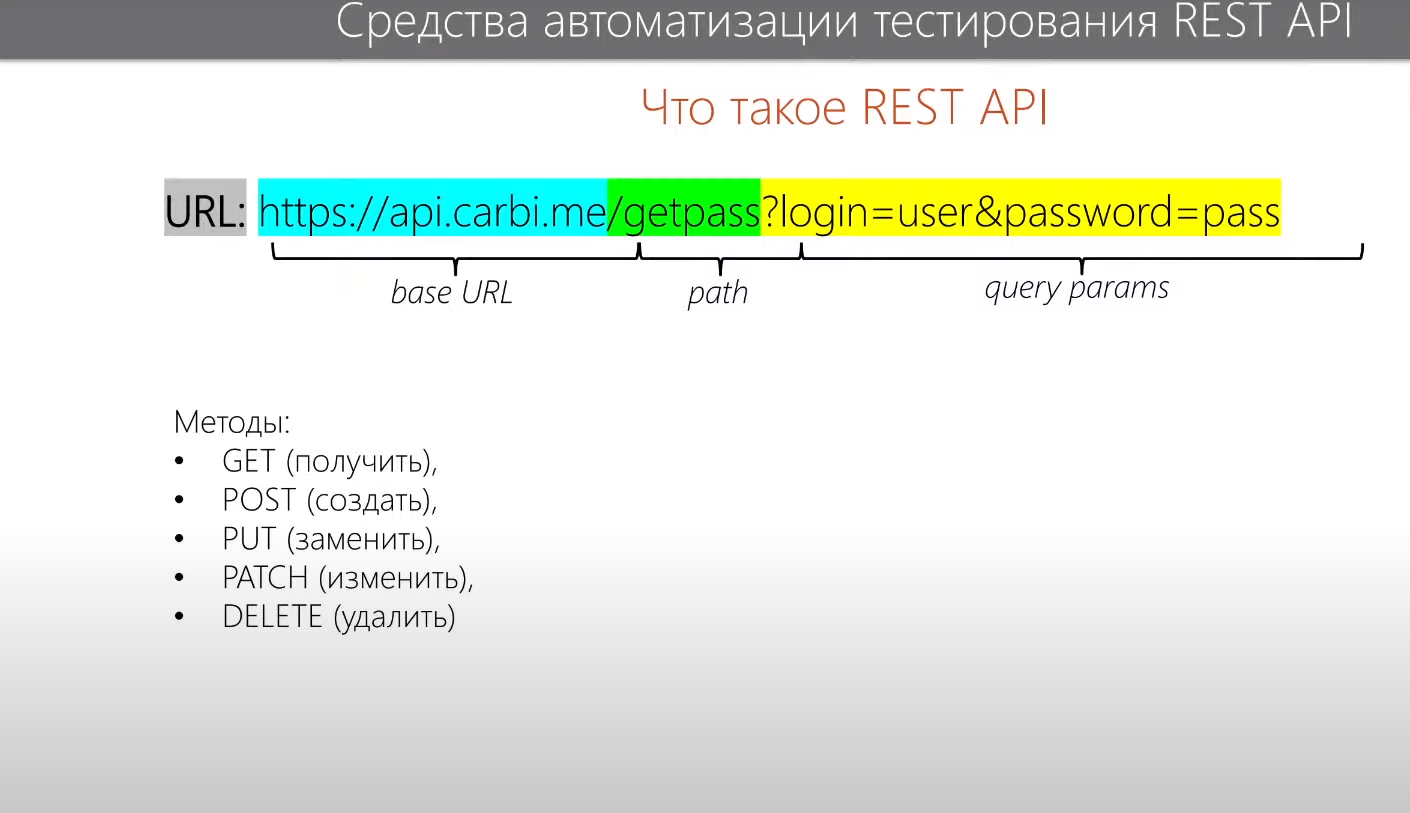 Средства автоматизации тестирования REST API
Что такое REST API
URL: https://api.carbi.me/getpass?login=user&password=pass
base URL path query params
Методы:
• GET (получить),
• POST (создать),
• PUT (заменить),
• PATCH (изменить),
• DELETE (удалить)